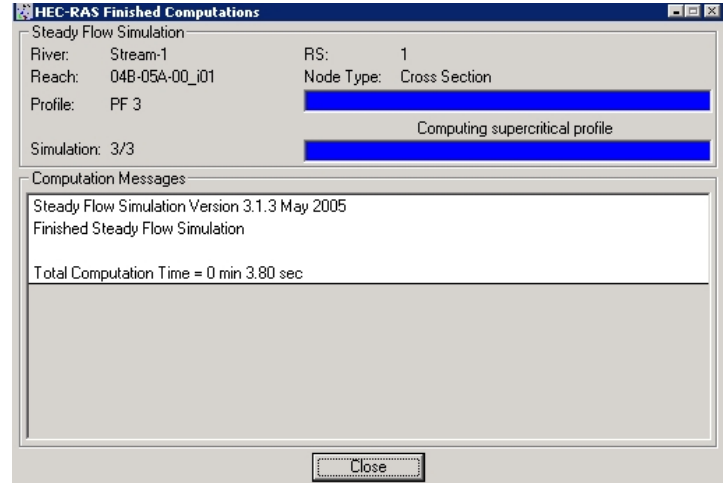 HEC-RAS Finished Computations
Steady Flow Simulation
River: Stream-1 RS: 1
Reach: 04B-05A-00_i01 Node Type: Cross Section
Profile: PF 3
Computing supercritical profile
Simulation: 3/3
Computation Messages
Steady Flow Simulation Version 3.1.3 May 2005
Finished Steady Flow Simulation
Total Computation Time = 0 min 3.80 sec
Close